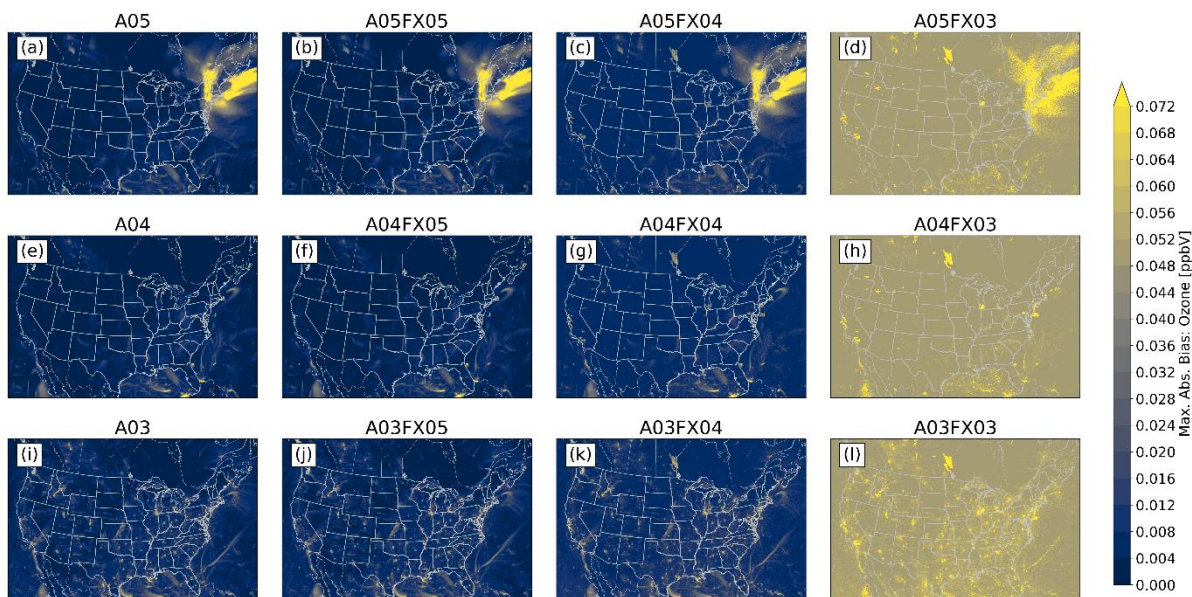 A05
A05FX05
A05FX04
A05FX03
(a)
(b)
(c)
(d)
A04
A04FX05
A04FX04
A04FX03
(e)
(f)
(g)
(h)
A03
A03FX05
A03FX04
A03FX03
(i)
(j)
(k)
(l)
0.072
0.068
0.064
0.060
0.056
0.052
0.048
0.044
0.040
0.036
0.032
0.028
0.024
0.020
0.016
0.012
0.008
0.004
0.000
Max. Abs. Bias: Ozone [ppbV]